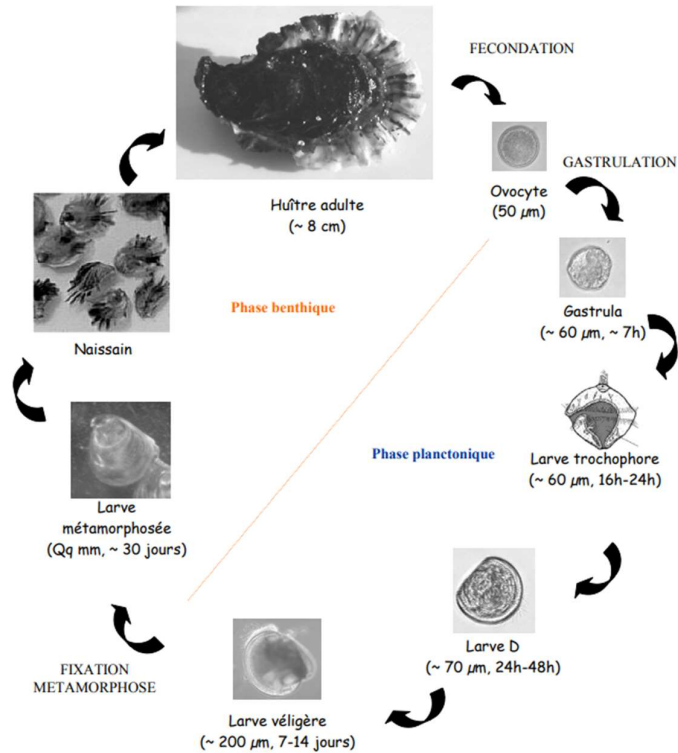 FECONDATION
Ovocyte
(50 µm)
GASTRULATION
Gastrula
(~ 60 µm, ~ 7h)
Larve trochophore
(~ 60 µm, 16h-24h)
Larve D
(~ 70 µm, 24h-48h)
Larve véligère
(~ 200 µm, 7-14 jours)
FIXATION
METAMORPHOSE
Larve
métamorphosée
(Qq mm, ~ 30 jours)
Naissain
Huître adulte
(~ 8 cm)
Phase benthique
Phase planctonique